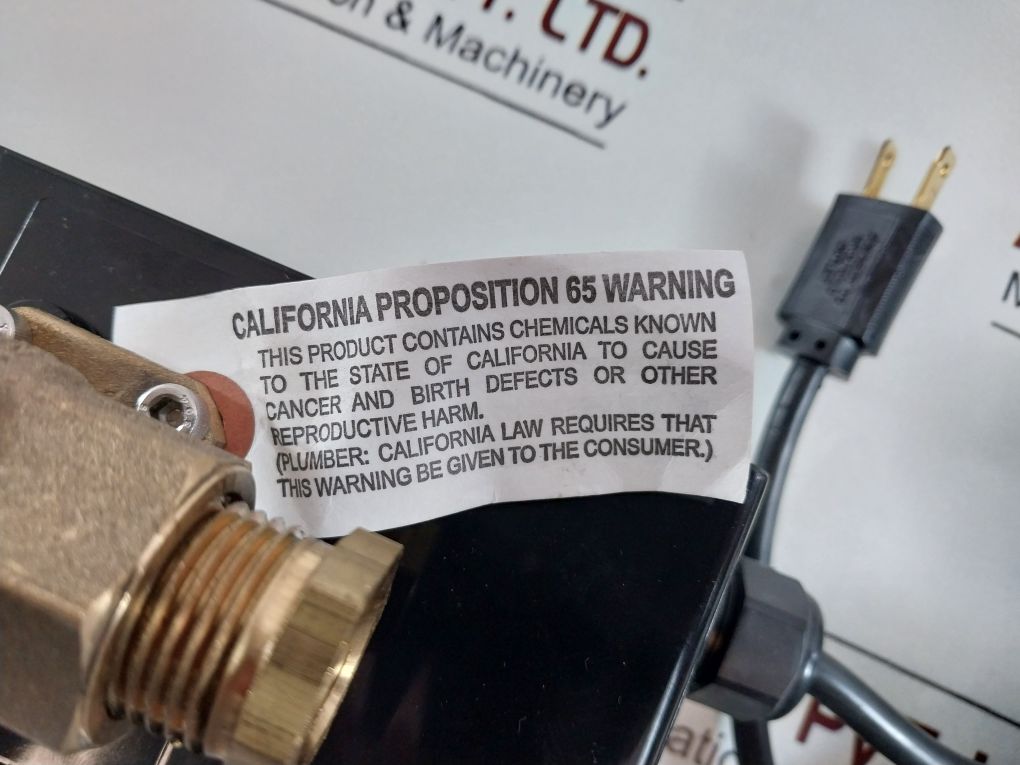 LTD.
& Machinery
CALIFORNIA PROPOSITION 65 WARNING
THIS PRODUCT CONTAINS CHEMICALS KNOWN
TO THE STATE OF CALIFORNIA TO CAUSE
CANCER AND BIRTH DEFECTS OR OTHER
REPRODUCTIVE HARM.
(PLUMBER: CALIFORNIA LAW REQUIRES THAT
THIS WARNING BE GIVEN TO THE CONSUMER.)